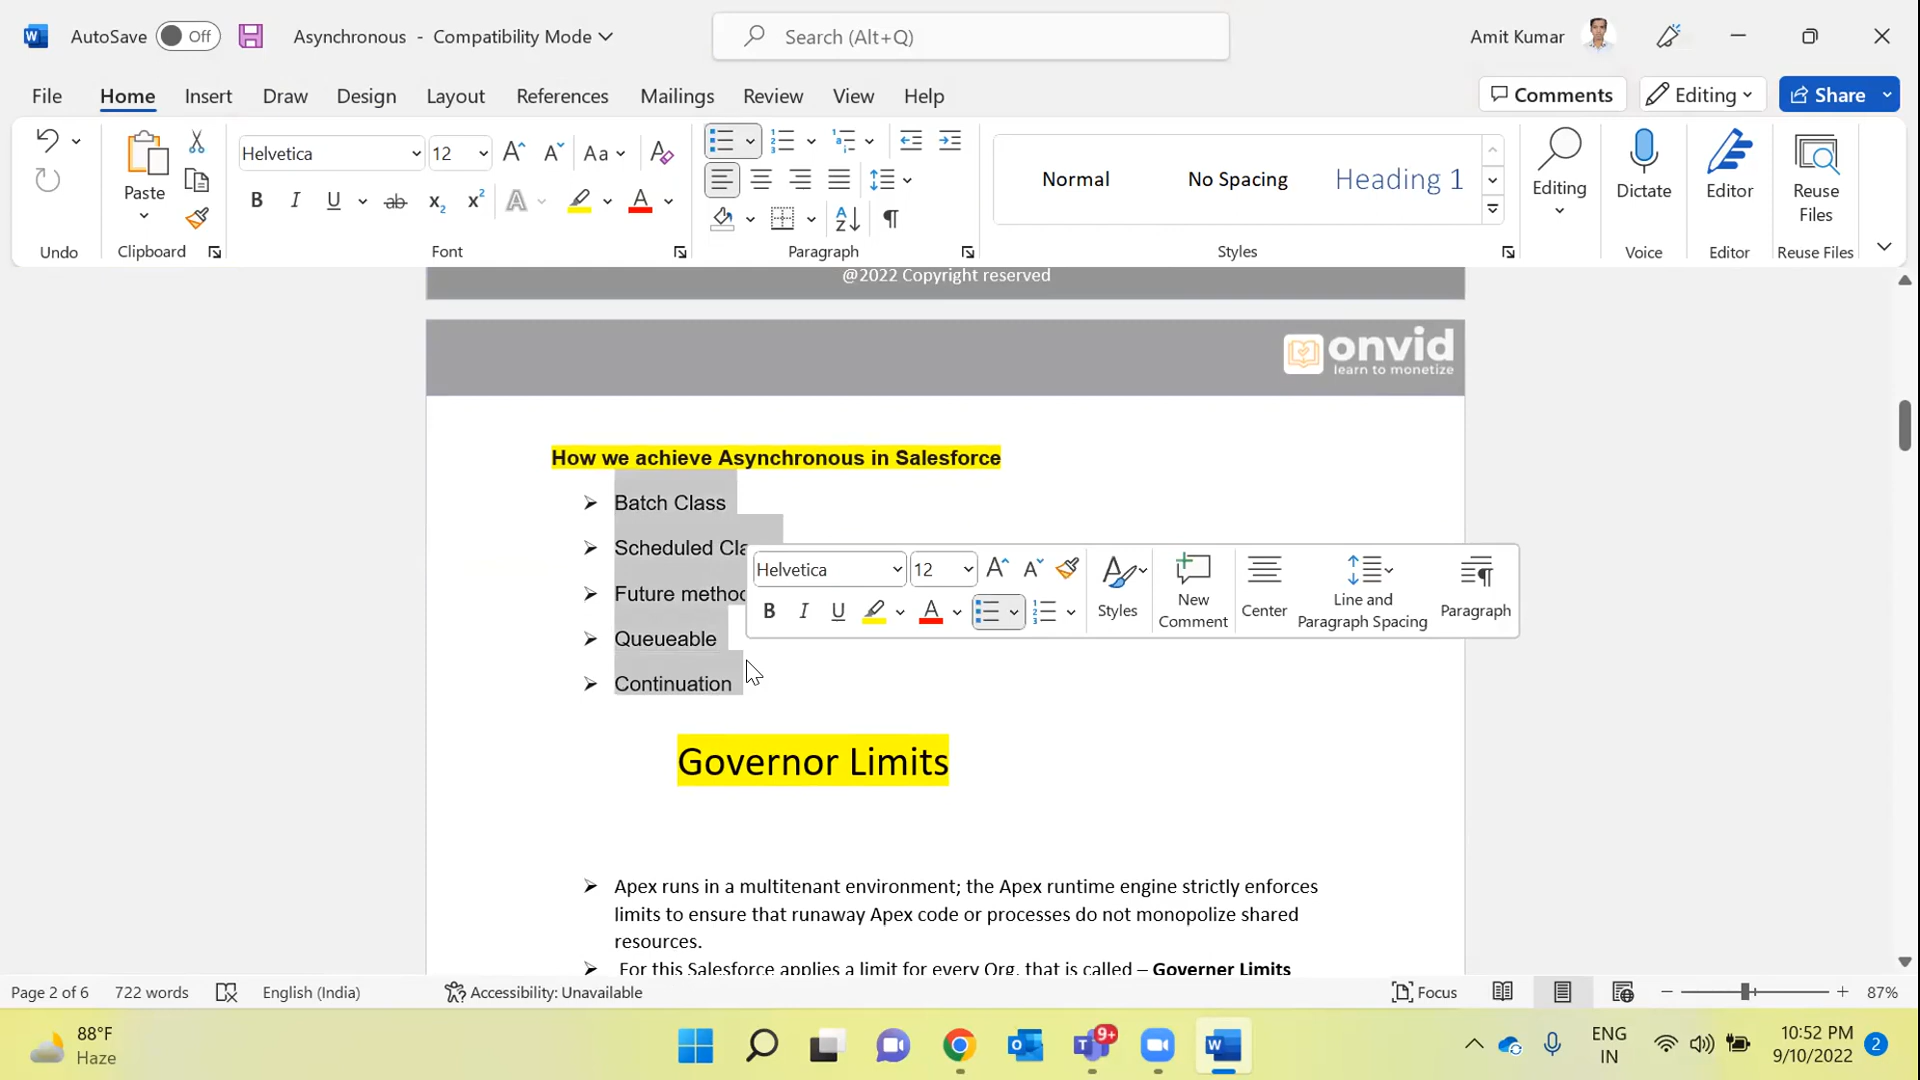 AutoSave Off Asynchronous - Compatibility Mode Search (Alt+Q) Amit Kumar
File Home Insert Draw Design Layout References Mailings Review View Help Comments Editing Share
Helvetica 12 Aa
Paste
B I U ab x₂ x² A A
Normal No Spacing Heading 1
Editing Dictate Editor Reuse Files
Undo Clipboard Font Paragraph Styles Voice Editor Reuse Files
@2022 Copyright reserved
onvid
learn to monetize
How we achieve Asynchronous in Salesforce
Batch Class
Scheduled Cla
Future method
Queueable
Continuation
Helvetica 12
B I U A
Styles New Comment Center Line and Paragraph Spacing Paragraph
Governor Limits
Apex runs in a multitenant environment; the Apex runtime engine strictly enforces
limits to ensure that runaway Apex code or processes do not monopolize shared
resources.
For this Salesforce applies a limit for every Org, that is called – Governer Limits
Page 2 of 6 722 words English (India) Accessibility: Unavailable Focus 87%
88°F
Haze
9+
ENG
IN
10:52 PM
9/10/2022
2